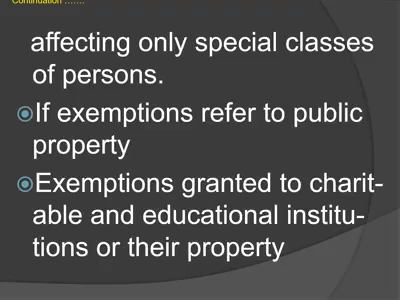 Continuation …….
affecting only special classes
of persons.
If exemptions refer to public
property
Exemptions granted to charit-
able and educational institu-
tions or their property